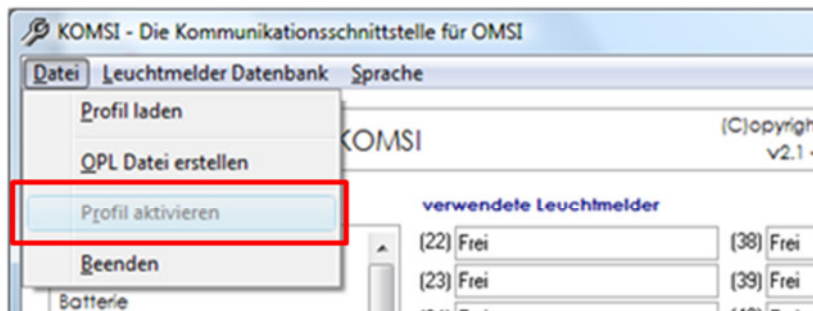 KOMSI - Die Kommunikationsschnittstelle für OMSI
Datei Leuchtmelder Datenbank Sprache
Profil laden
OPL Datei erstellen
Profil aktivieren
Beenden
KOMSI
(C)opyrigh
v2.1
verwendete Leuchtmelder
(22) Frei
(38) Frei
(23) Frei
(39) Frei
Batterie